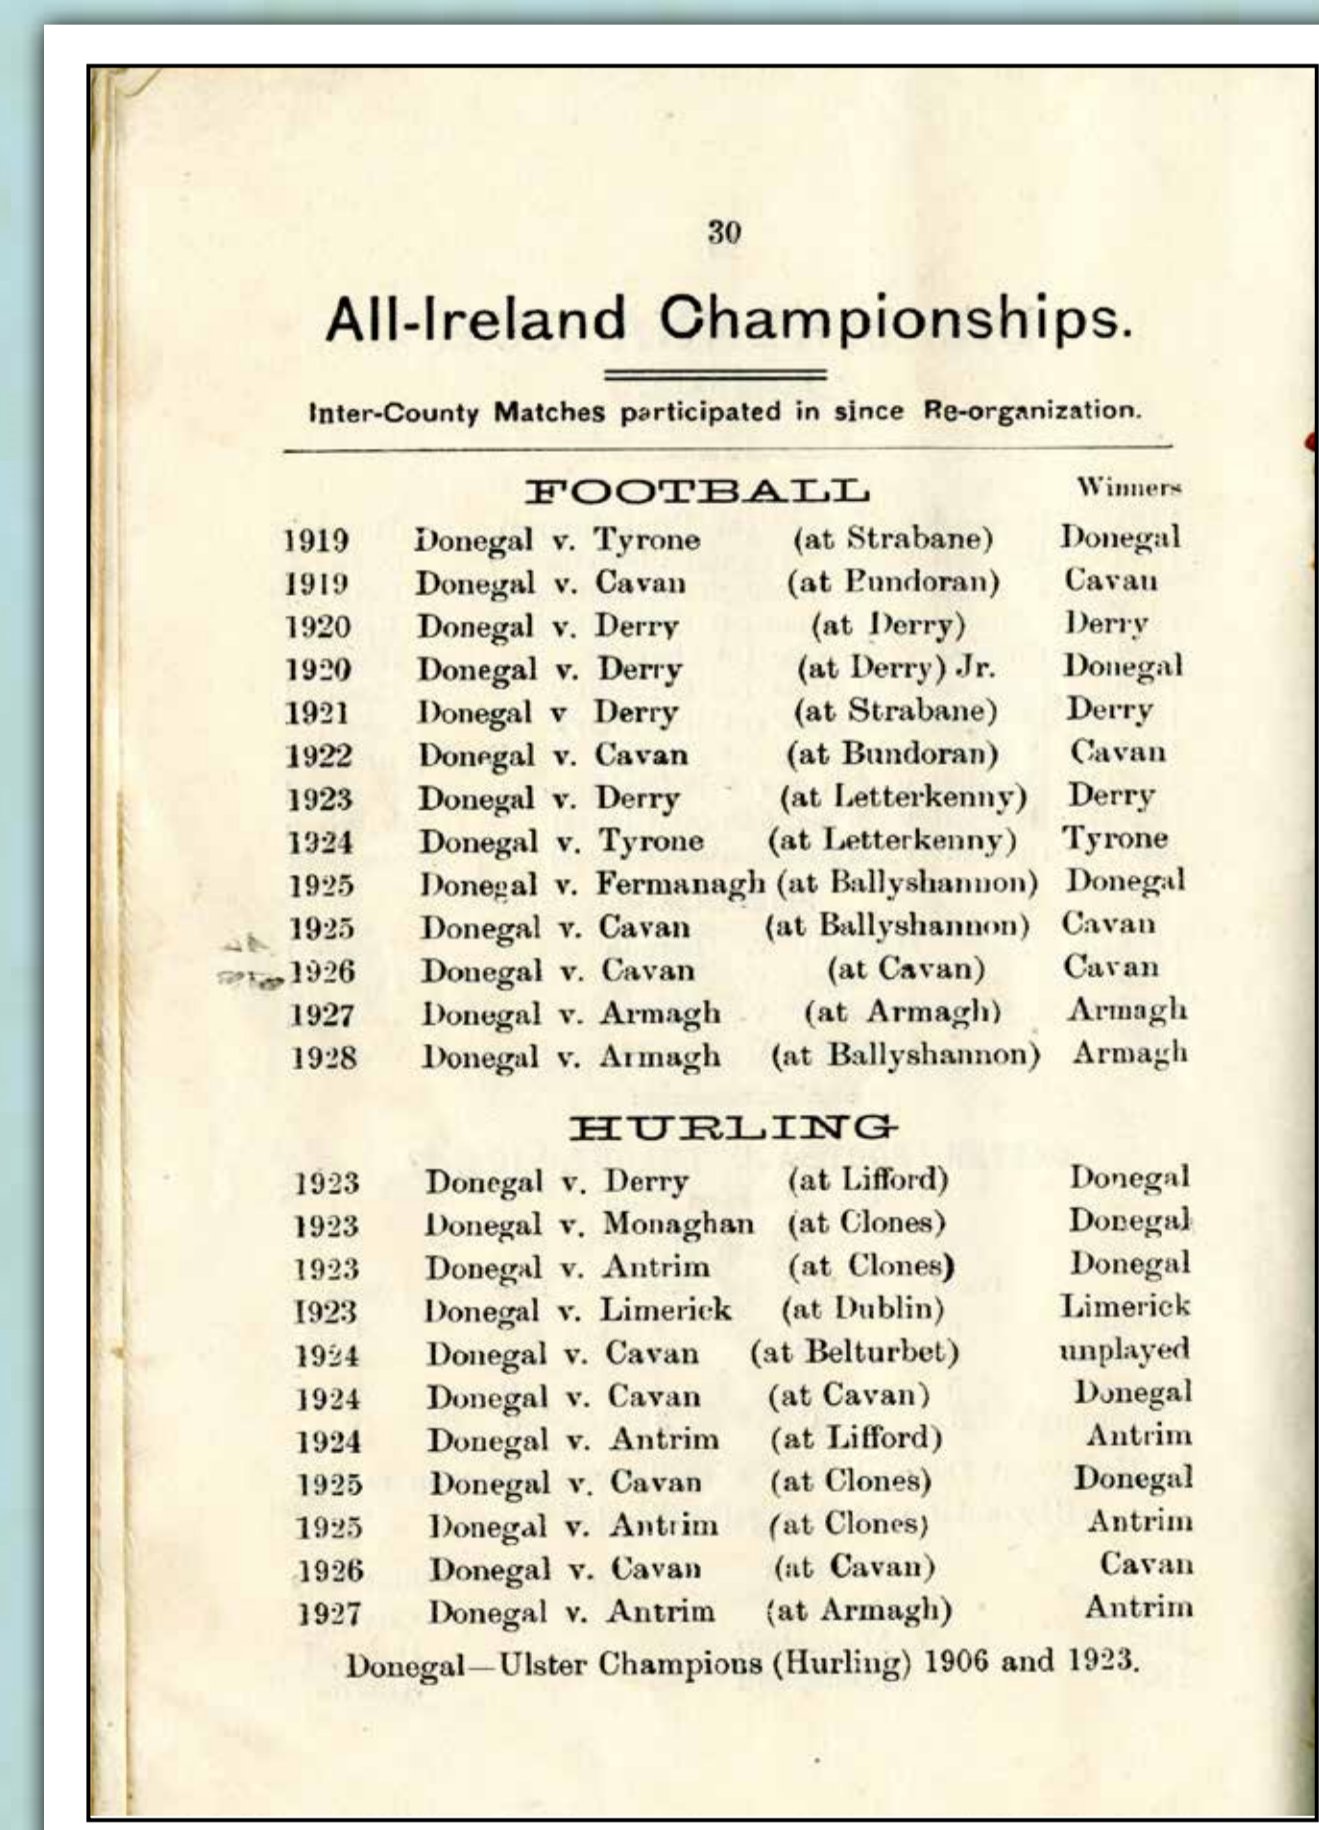 30
All-Ireland Championships.
Inter-County Matches participated in since Re-organization.
FOOTBALL Winners
1919 Donegal v. Tyrone (at Strabane) Donegal
1919 Donegal v. Cavan (at Bundoran) Cavan
1920 Donegal v. Derry (at Derry) Derry
1920 Donegal v. Derry (at Derry) Jr. Donegal
1921 Donegal v Derry (at Strabane) Derry
1922 Donegal v. Cavan (at Bundoran) Cavan
1923 Donegal v. Derry (at Letterkenny) Derry
1924 Donegal v. Tyrone (at Letterkenny) Tyrone
1925 Donegal v. Fermanagh (at Ballyshannon) Donegal
1925 Donegal v. Cavan (at Ballyshannon) Cavan
1926 Donegal v. Cavan (at Cavan) Cavan
1927 Donegal v. Armagh (at Armagh) Armagh
1928 Donegal v. Armagh (at Ballyshannon) Armagh
HURLING
1923 Donegal v. Derry (at Lifford) Donegal
1923 Donegal v. Monaghan (at Clones) Donegal
1923 Donegal v. Antrim (at Clones) Donegal
1923 Donegal v. Limerick (at Dublin) Limerick
1924 Donegal v. Cavan (at Belturbet) unplayed
1924 Donegal v. Cavan (at Cavan) Donegal
1924 Donegal v. Antrim (at Lifford) Antrim
1925 Donegal v. Cavan (at Clones) Donegal
1925 Donegal v. Antrim (at Clones) Antrim
1926 Donegal v. Cavan (at Cavan) Cavan
1927 Donegal v. Antrim (at Armagh) Antrim
Donegal—Ulster Champions (Hurling) 1906 and 1923.